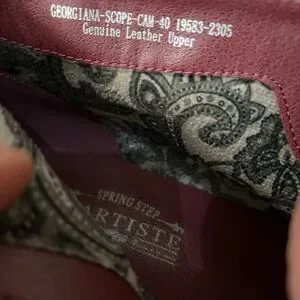 GEORGIANA-SCOPE-CAM-40 19583-2305
Genuine Leather Upper
SPRING STEP
ARTISTE